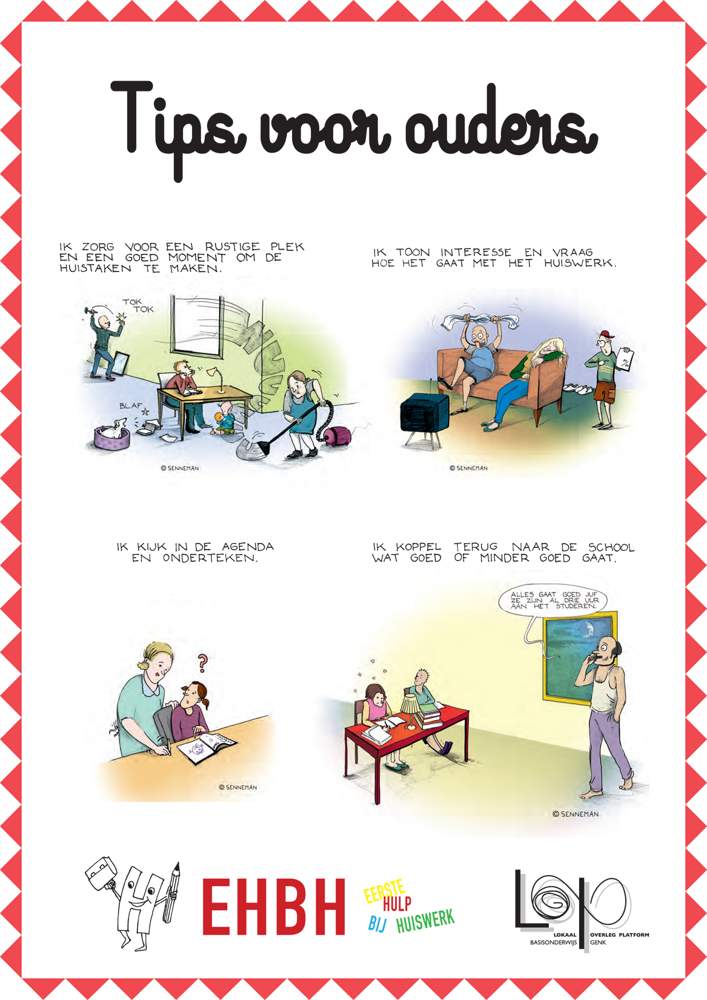 Tips voor ouders
IK ZORG VOOR EEN RUSTIGE PLEK
EN EEN GOED MOMENT OM DE
HUISTAKEN TE MAKEN.
TOK
TOK
BLAF
© SENNEMAN
IK TOON INTERESSE EN VRAAG
HOE HET GAAT MET HET HUISWERK.
© SENNEMAN
IK KIJK IN DE AGENDA
EN ONDERTEKEN.
?
© SENNEMAN
IK KOPPEL TERUG NAAR DE SCHOOL
WAT GOED OF MINDER GOED GAAT.
ALLES GAAT GOED JUF
ZE ZIJN AL DRIE UUR
AAN HET STUDEREN.
© SENNEMAN
EHBH
EERSTE
HULP
BIJ HUISWERK
LOP
LOKAAL OVERLEG PLATFORM
BASISONDERWIJS GENK